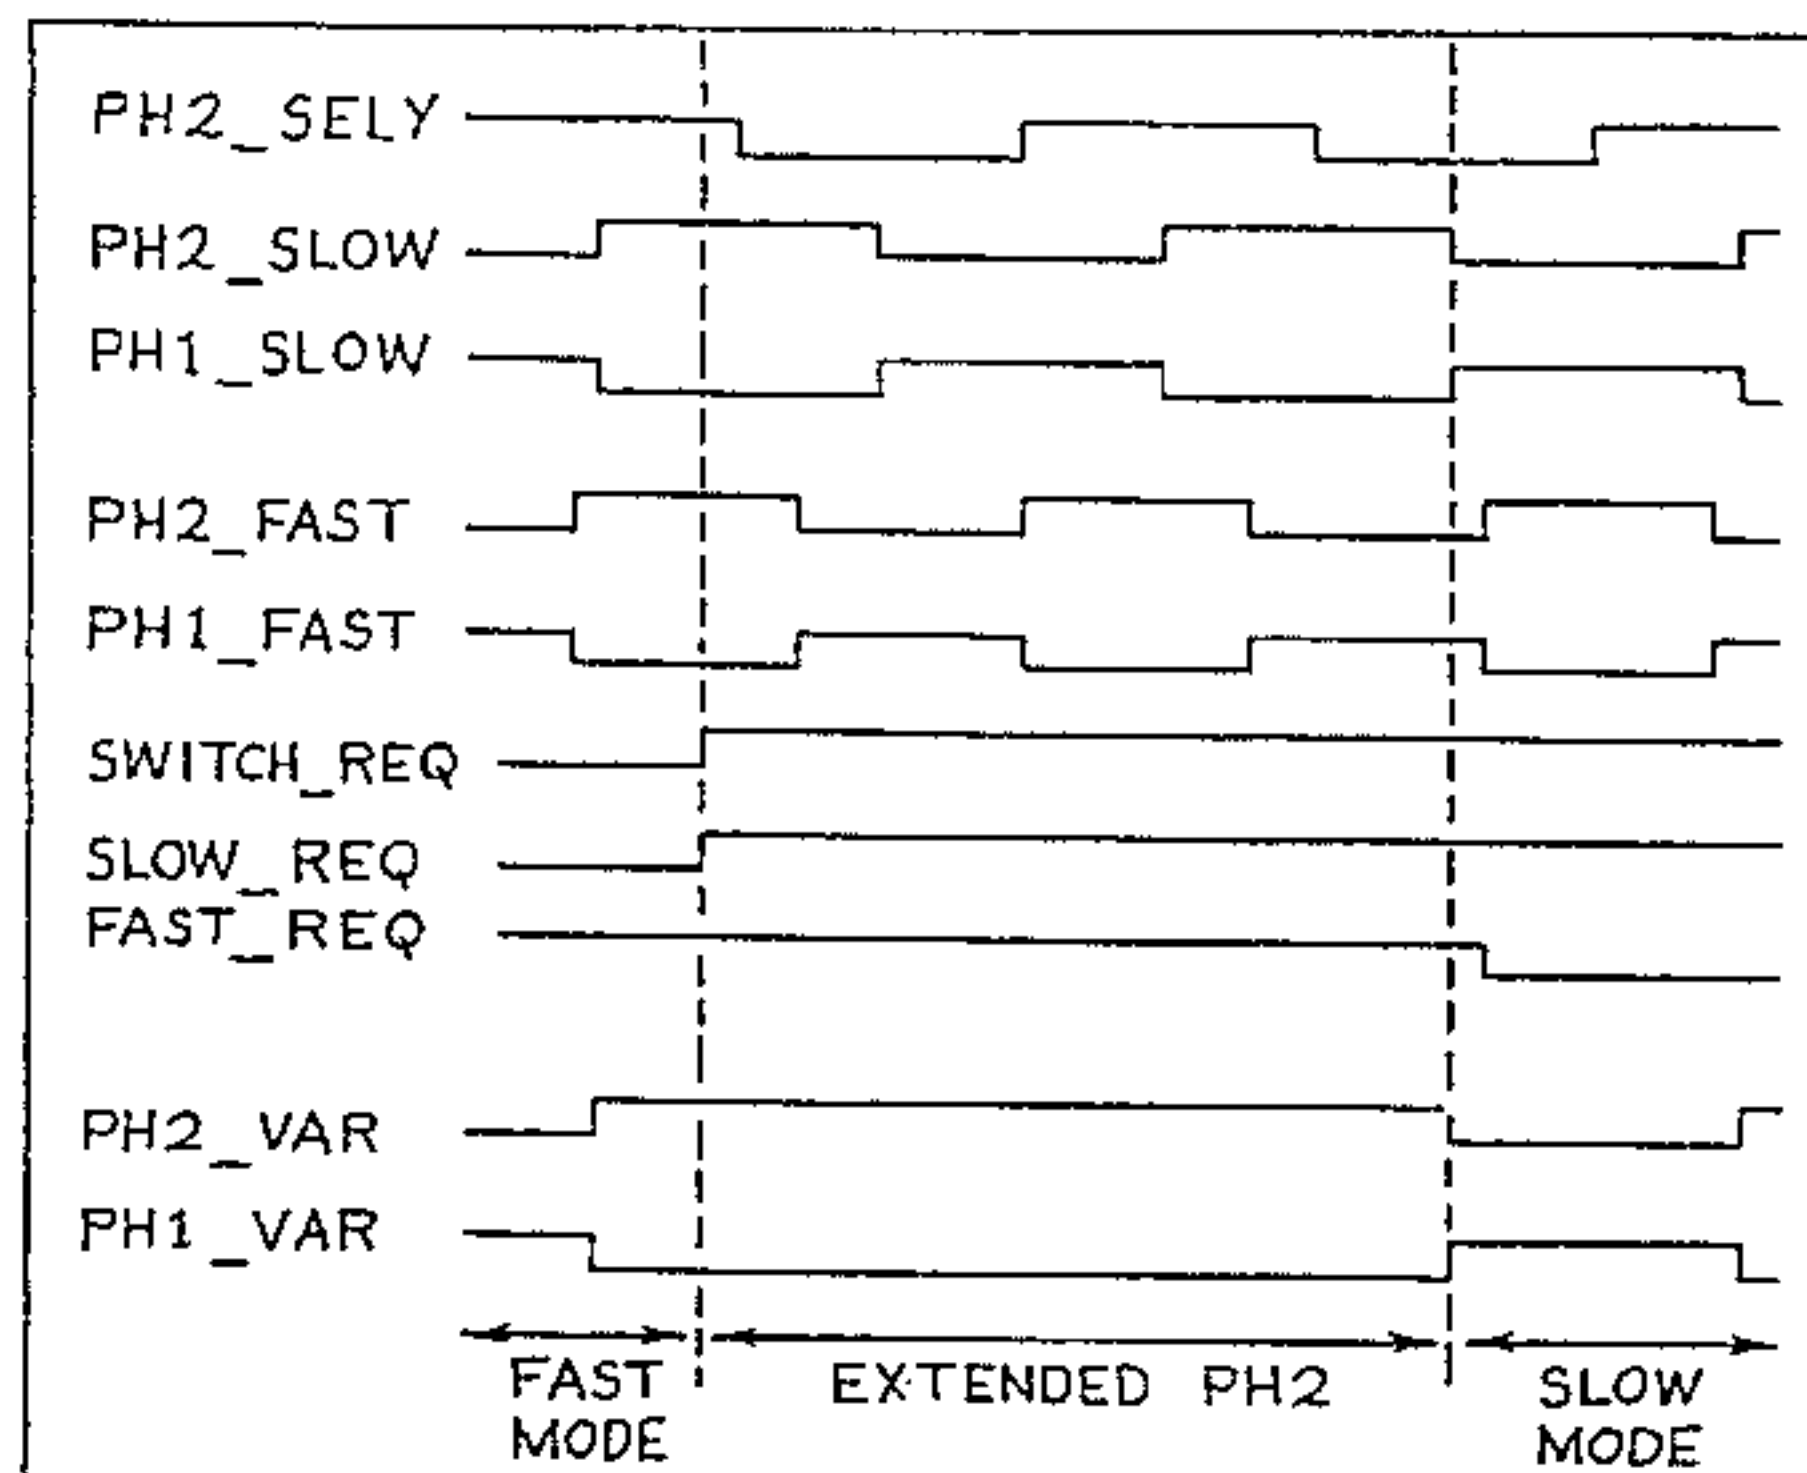 PH2_SELY
PH2_SLOW
PH1_SLOW
PH2_FAST
PH1_FAST
SWITCH_REQ
SLOW_REQ
FAST_REQ
PH2_VAR
PH1_VAR
FAST MODE
EXTENDED PH2
SLOW MODE